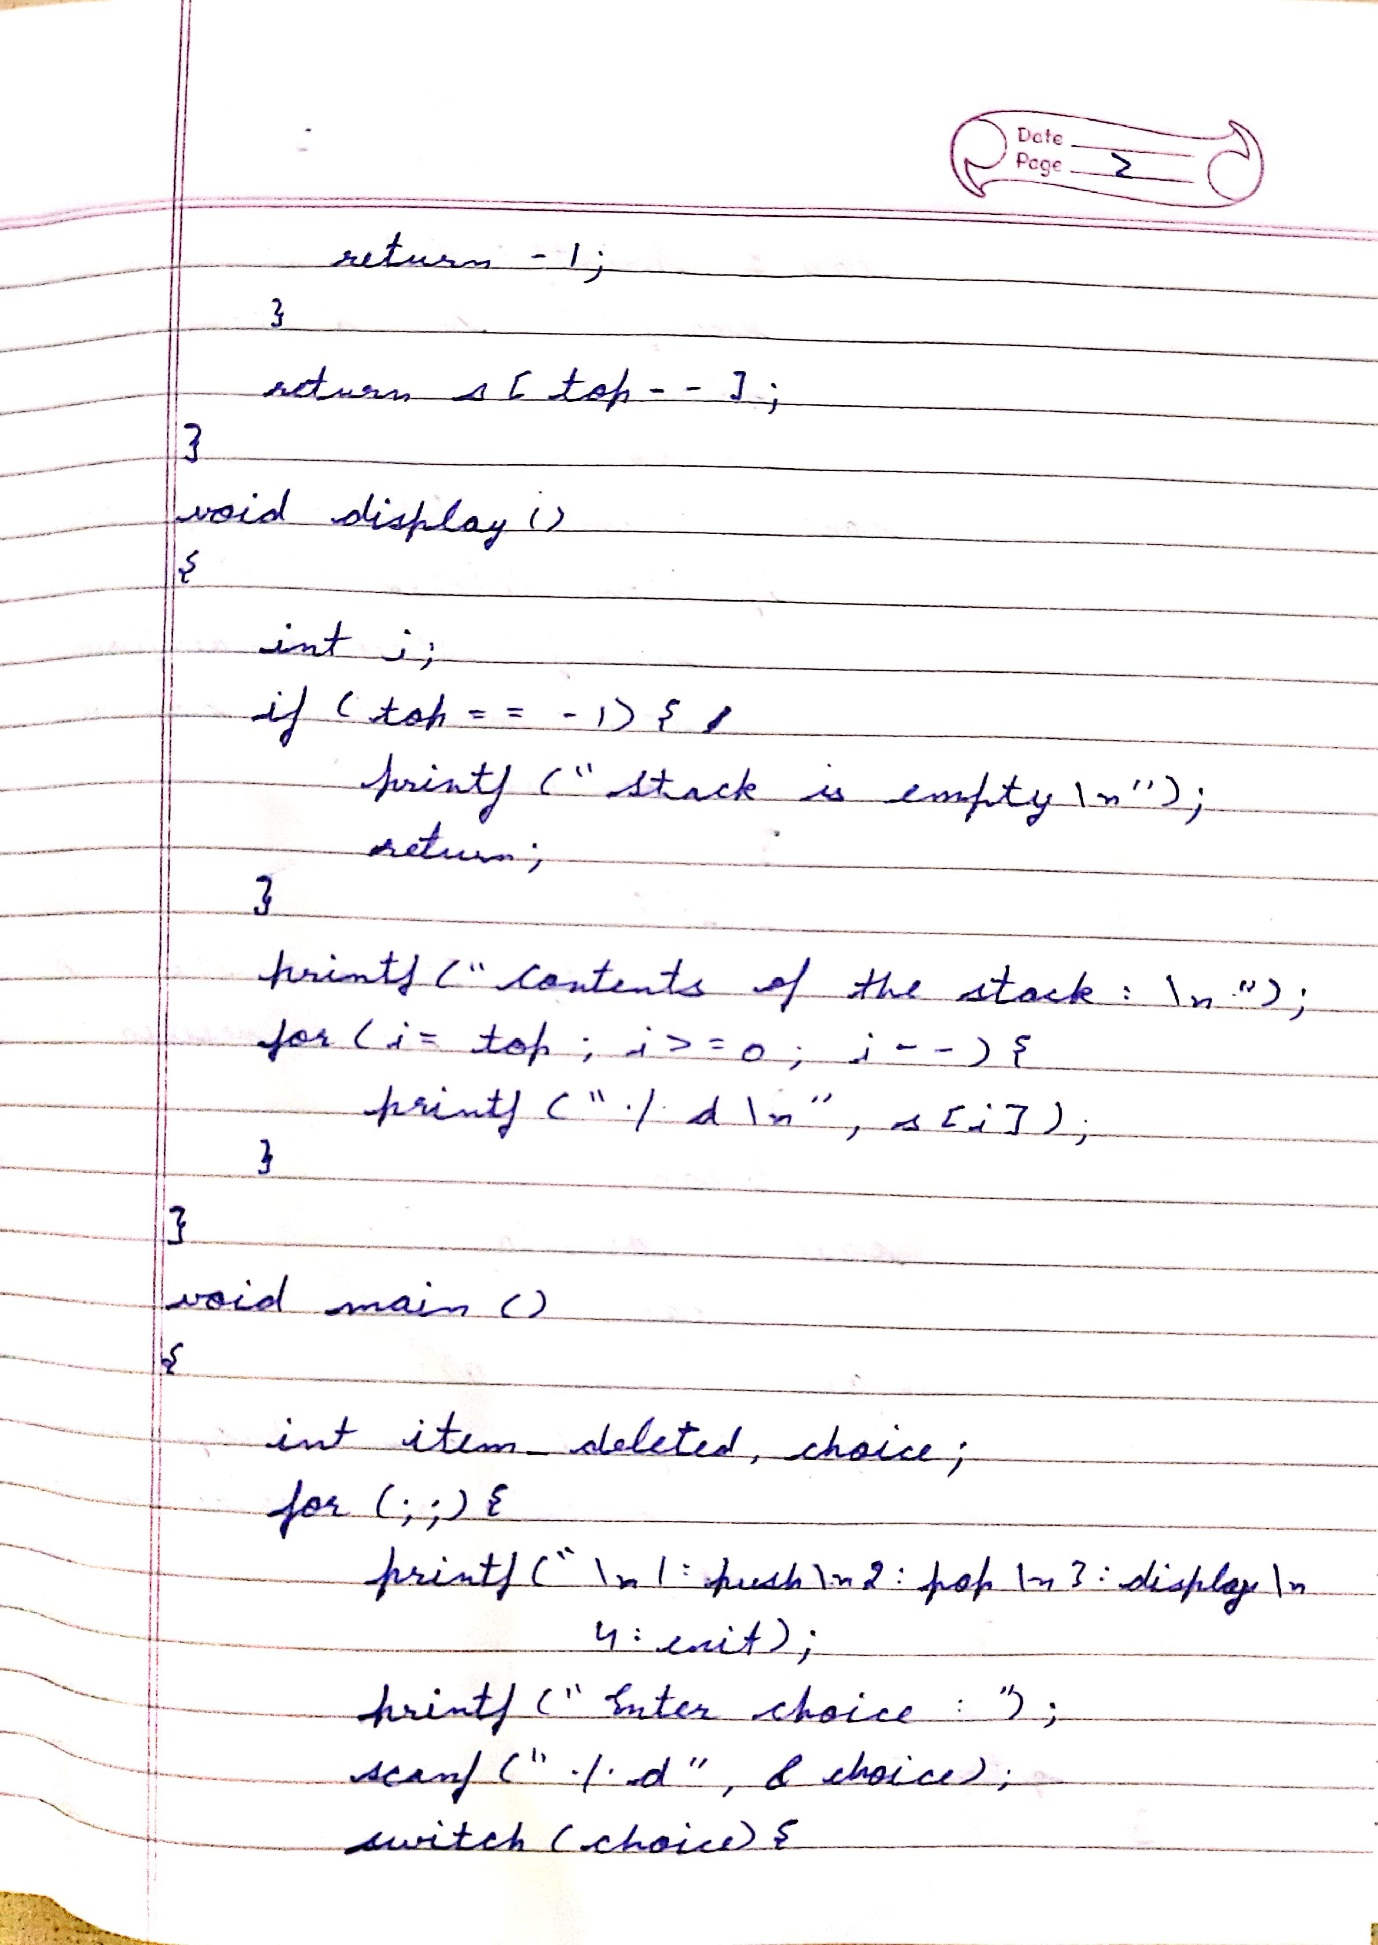 Date
Page 2
return -1;
}
return s[top--];
}
void display()
{
int i;
if (top == -1) {
printf("stack is empty\n");
return;
}
printf("Contents of the stack: \n");
for (i= top; i>=0; i--) {
printf("%d\n", s[i]);
}
}
void main()
{
int item_deleted, choice;
for (;;) {
printf("\n1:push\n2:pop\n3:display\n
4:exit);
printf("Enter choice : ");
scanf("%d", &choice);
switch (choice) {